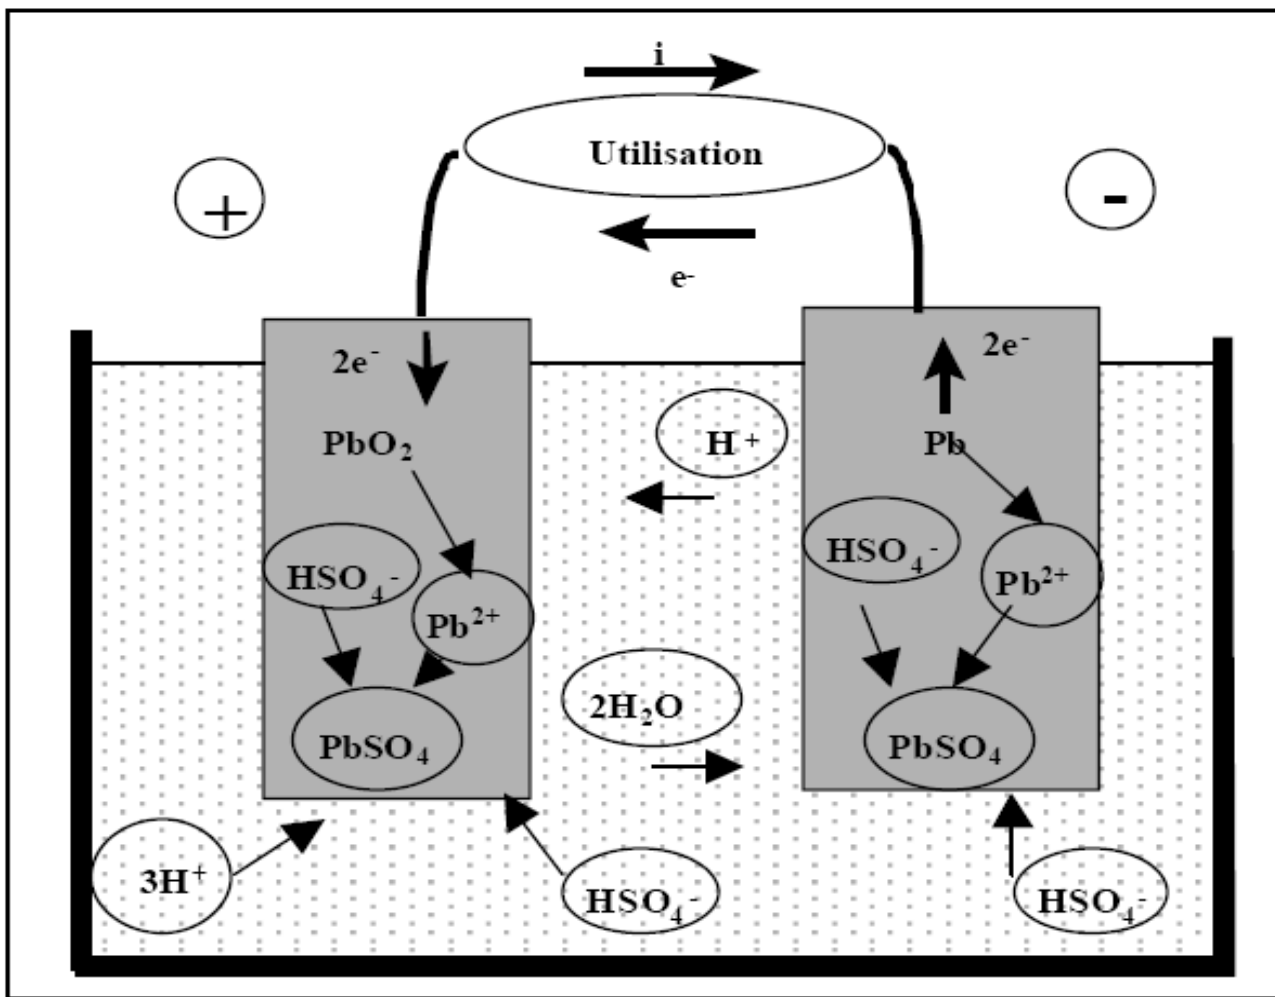 i
Utilisation
+
-
e⁻
2e⁻
2e⁻
PbO₂
H⁺
Pb
HSO₄⁻
Pb²⁺
HSO₄⁻
Pb²⁺
2H₂O
PbSO₄
PbSO₄
3H⁺
HSO₄⁻
HSO₄⁻